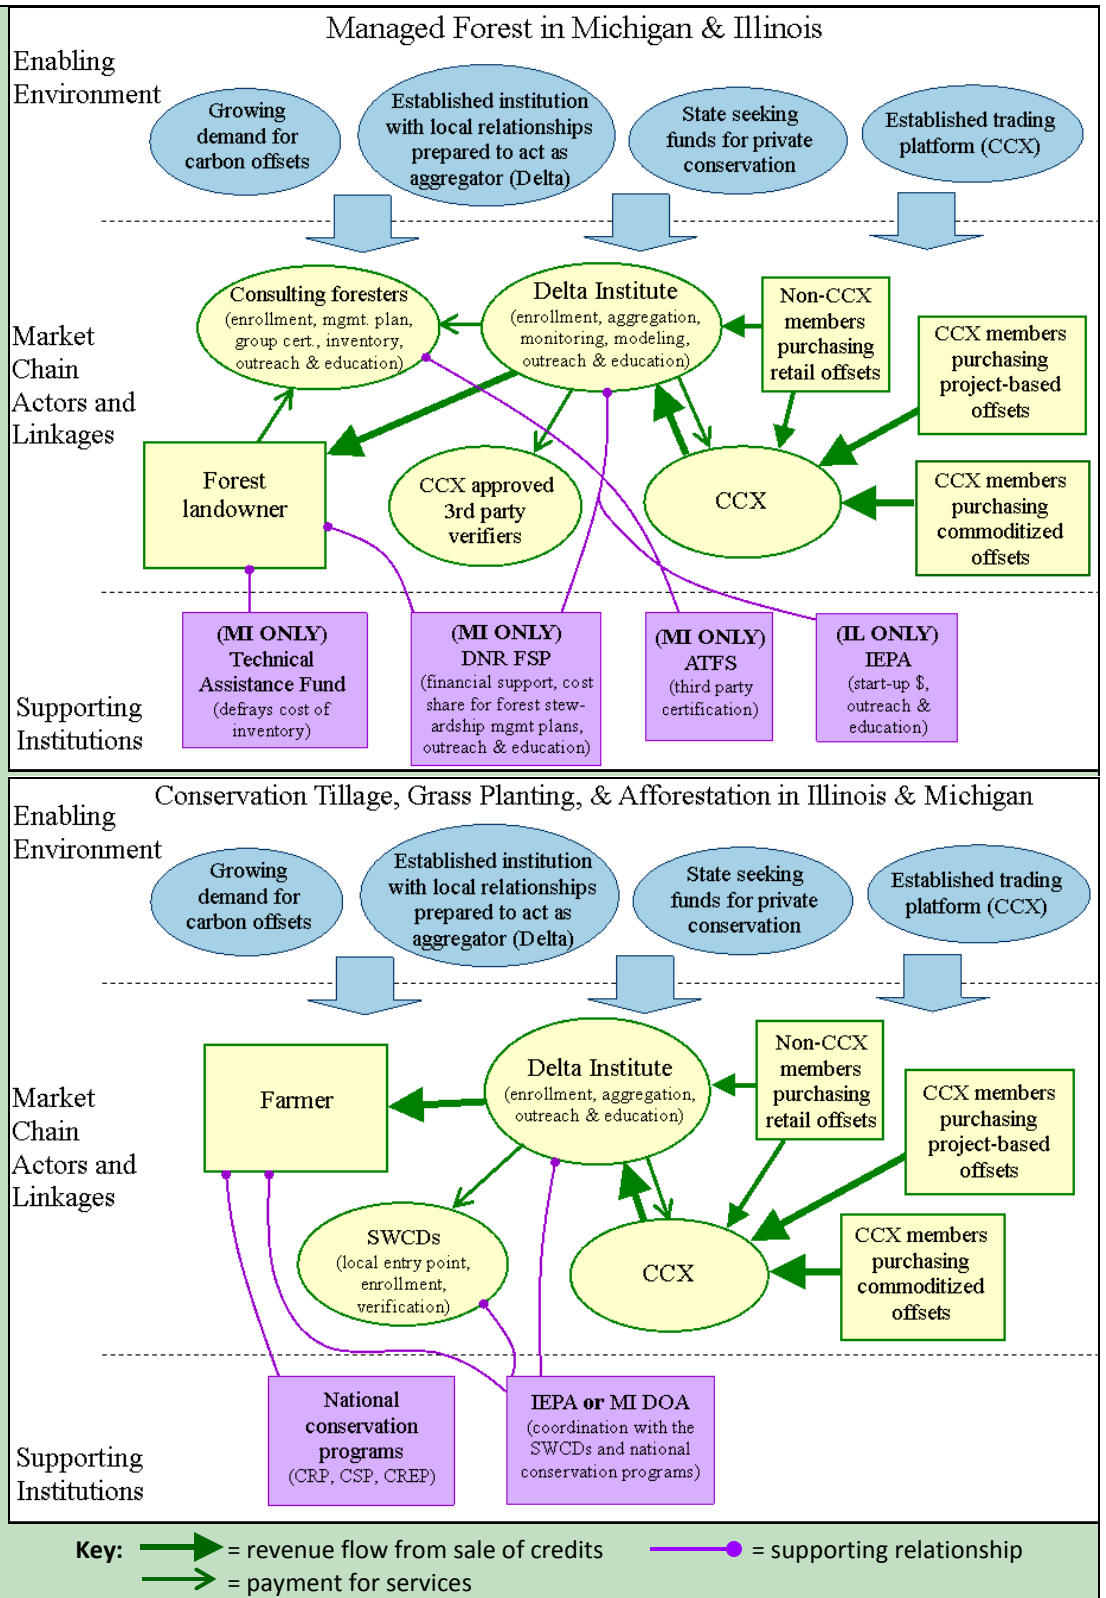 Managed Forest in Michigan & Illinois
Enabling
Environment
Growing
demand for
carbon offsets
Established institution
with local relationships
prepared to act as
aggregator (Delta)
State seeking
funds for private
conservation
Established trading
platform (CCX)
Market
Chain
Actors and
Linkages
Consulting foresters
(enrollment, mgmt. plan,
group cert., inventory,
outreach & education)
Delta Institute
(enrollment, aggregation,
monitoring, modeling,
outreach & education)
Non-CCX
members
purchasing
retail offsets
CCX members
purchasing
project-based
offsets
Forest
landowner
CCX approved
3rd party
verifiers
CCX
CCX members
purchasing
commoditized
offsets
Supporting
Institutions
(MI ONLY)
Technical
Assistance Fund
(defrays cost of
inventory)
(MI ONLY)
DNR FSP
(financial support, cost
share for forest stew-
ardship mgmt plans,
outreach & education)
(MI ONLY)
ATFS
(third party
certification)
(IL ONLY)
IEPA
(start-up $,
outreach &
education)
Conservation Tillage, Grass Planting, & Afforestation in Illinois & Michigan
Enabling
Environment
Growing
demand for
carbon offsets
Established institution
with local relationships
prepared to act as
aggregator (Delta)
State seeking
funds for private
conservation
Established trading
platform (CCX)
Market
Chain
Actors and
Linkages
Farmer
Delta Institute
(enrollment, aggregation,
outreach & education)
Non-CCX
members
purchasing
retail offsets
CCX members
purchasing
project-based
offsets
SWCDs
(local entry point,
enrollment,
verification)
CCX
CCX members
purchasing
commoditized
offsets
Supporting
Institutions
National
conservation
programs
(CRP, CSP, CREP)
IEPA or MI DOA
(coordination with the
SWCDs and national
conservation programs)
Key:
= revenue flow from sale of credits
= supporting relationship
= payment for services